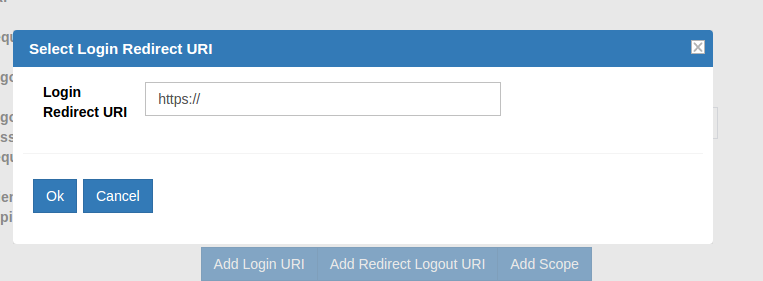 Select Login Redirect URI
Login
Redirect URI
https://
Ok
Cancel
Add Login URI
Add Redirect Logout URI
Add Scope